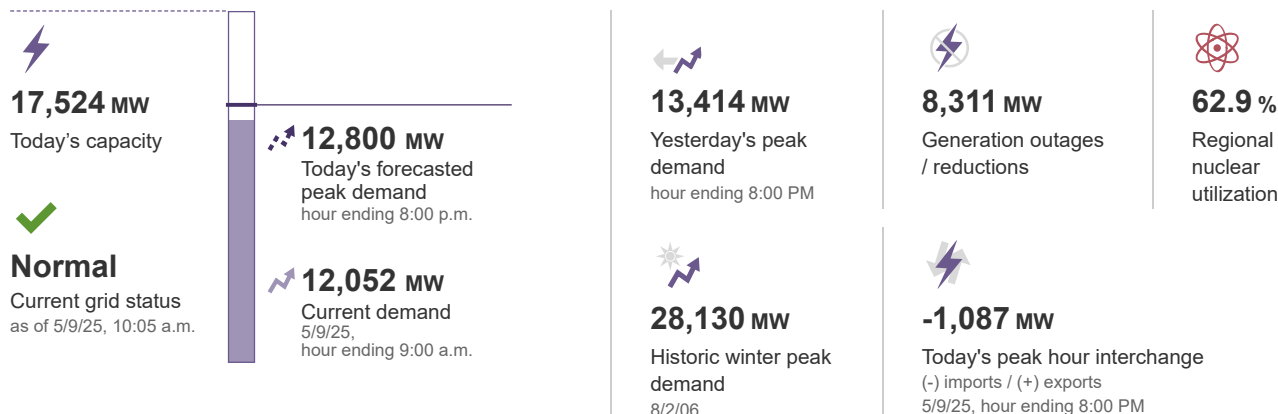 17,524 MW
Today's capacity
Normal
Current grid status
as of 5/9/25, 10:05 a.m.
12,800 MW
Today's forecasted
peak demand
hour ending 8:00 p.m.
12,052 MW
Current demand
5/9/25,
hour ending 9:00 a.m.
13,414 MW
Yesterday's peak
demand
hour ending 8:00 PM
8,311 MW
Generation outages
/ reductions
62.9 %
Regional
nuclear
utilization
28,130 MW
Historic winter peak
demand
8/2/06
-1,087 MW
Today's peak hour interchange
(-) imports / (+) exports
5/9/25, hour ending 8:00 PM